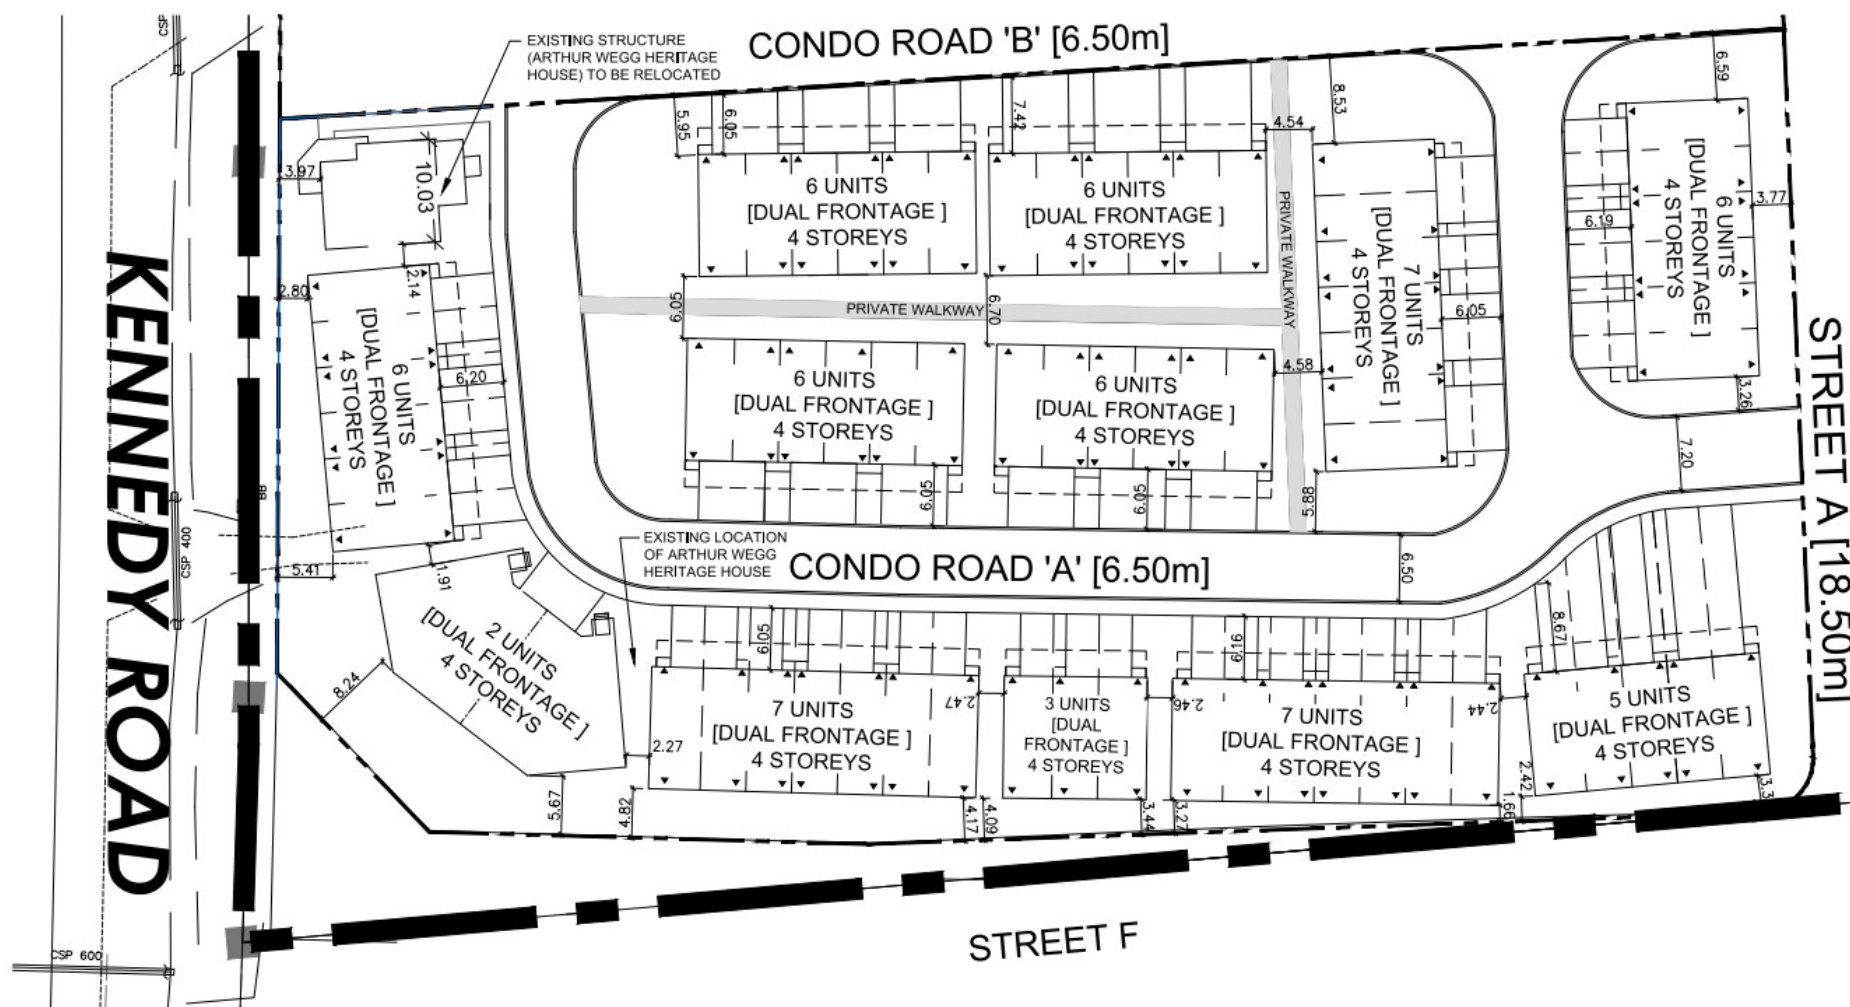 CSP
EXISTING STRUCTURE
(ARTHUR WEGG HERITAGE
HOUSE) TO BE RELOCATED
CONDO ROAD 'B' [6.50m]
6.59
5.95
6.05
7.42
8.53
4.54
3.97
10.03
6 UNITS
[DUAL FRONTAGE ]
4 STOREYS
6 UNITS
[DUAL FRONTAGE ]
4 STOREYS
PRIVATE WALKWAY
7 UNITS
[DUAL FRONTAGE ]
4 STOREYS
6.05
6.19
6 UNITS
[DUAL FRONTAGE ]
4 STOREYS
3.77
2.14
2.80
6.05
PRIVATE WALKWAY
6.70
6 UNITS
[DUAL FRONTAGE ]
4 STOREYS
6.20
6 UNITS
[DUAL FRONTAGE ]
4 STOREYS
6 UNITS
[DUAL FRONTAGE ]
4 STOREYS
4.58
3.26
7.20
KENNEDY ROAD
STREET A [18.50m]
6.05
6.05
5.88
CSP 400
EXISTING LOCATION
OF ARTHUR WEGG
HERITAGE HOUSE
CONDO ROAD 'A' [6.50m]
6.50
5.41
1.91
2 UNITS
[DUAL FRONTAGE ]
4 STOREYS
8.24
6.05
6.19
8.67
7 UNITS
[DUAL FRONTAGE ]
4 STOREYS
2.47
3 UNITS
[DUAL
FRONTAGE ]
4 STOREYS
2.46
7 UNITS
[DUAL FRONTAGE ]
4 STOREYS
2.44
5 UNITS
[DUAL FRONTAGE ]
4 STOREYS
2.27
5.67
4.82
4.17
4.09
3.44
3.27
1.66
2.42
3.3
STREET F
CSP 600